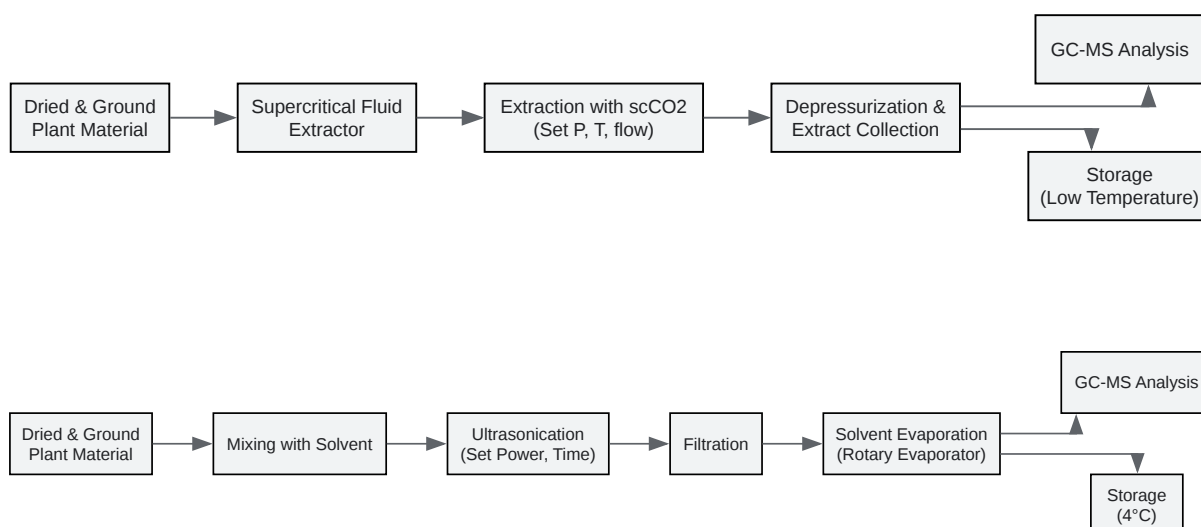 GC-MS Analysis
Dried & Ground
Plant Material
Supercritical Fluid
Extractor
Extraction with scCO2
(Set P, T, flow)
Depressurization &
Extract Collection
Storage
(Low Temperature)
GC-MS Analysis
Dried & Ground
Plant Material
Mixing with Solvent
Ultrasonication
(Set Power, Time)
Filtration
Solvent Evaporation
(Rotary Evaporator)
Storage
(4°C)